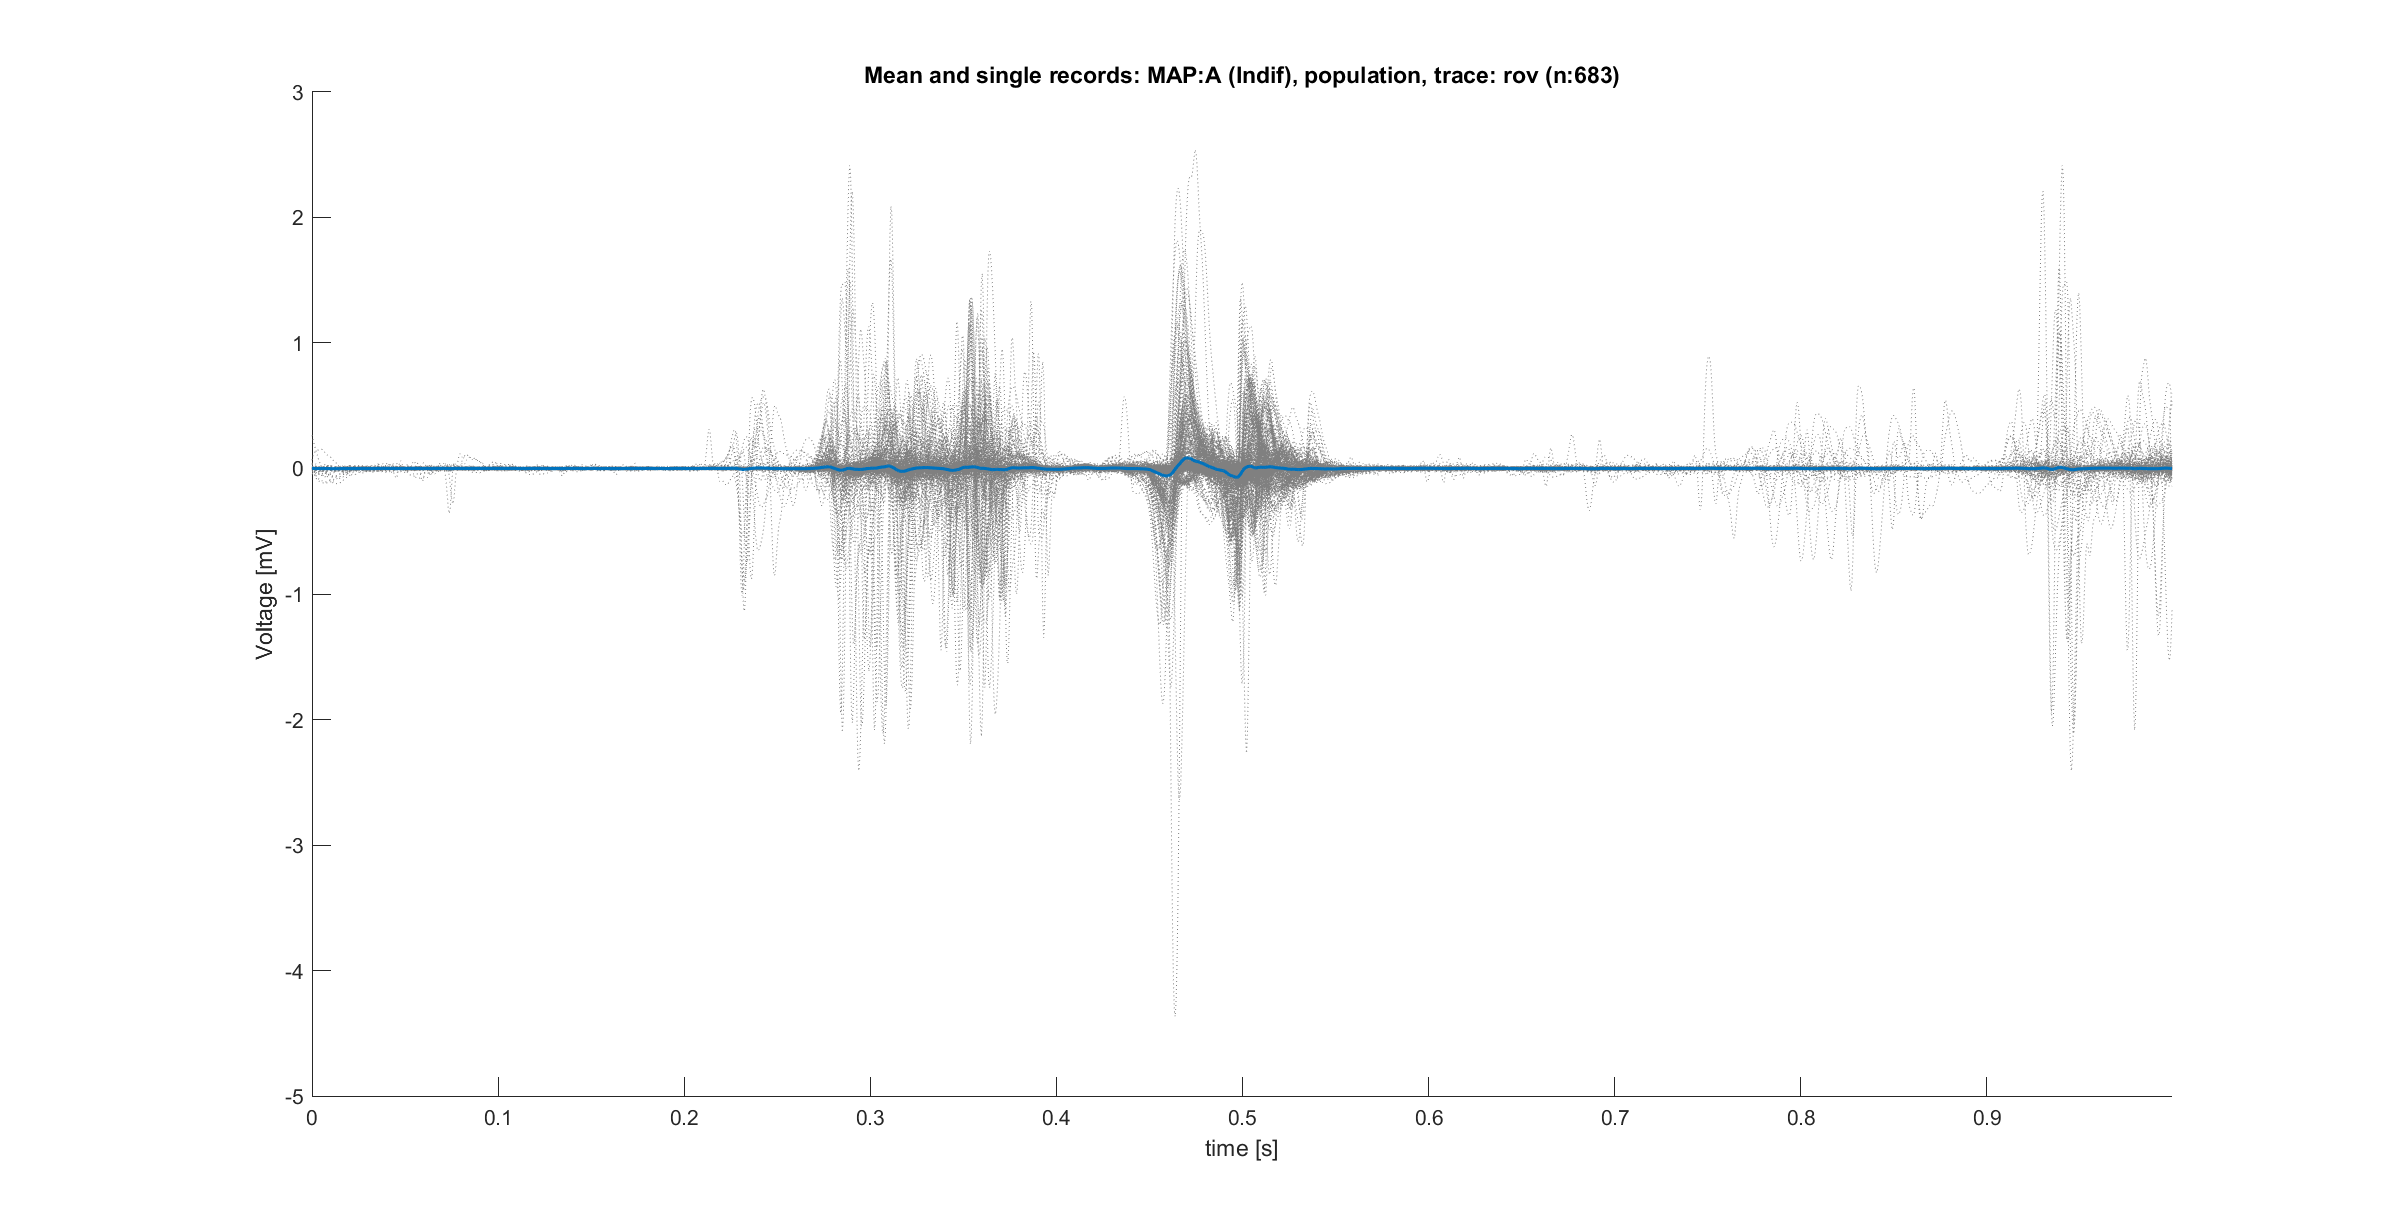 Mean and single records: MAP:A (Indif), population, trace: rov (n:683)
3
2
1
0
-1
-2
-3
-4
-5
Voltage [mV]
0 0.1 0.2 0.3 0.4 0.5 0.6 0.7 0.8 0.9
time [s]